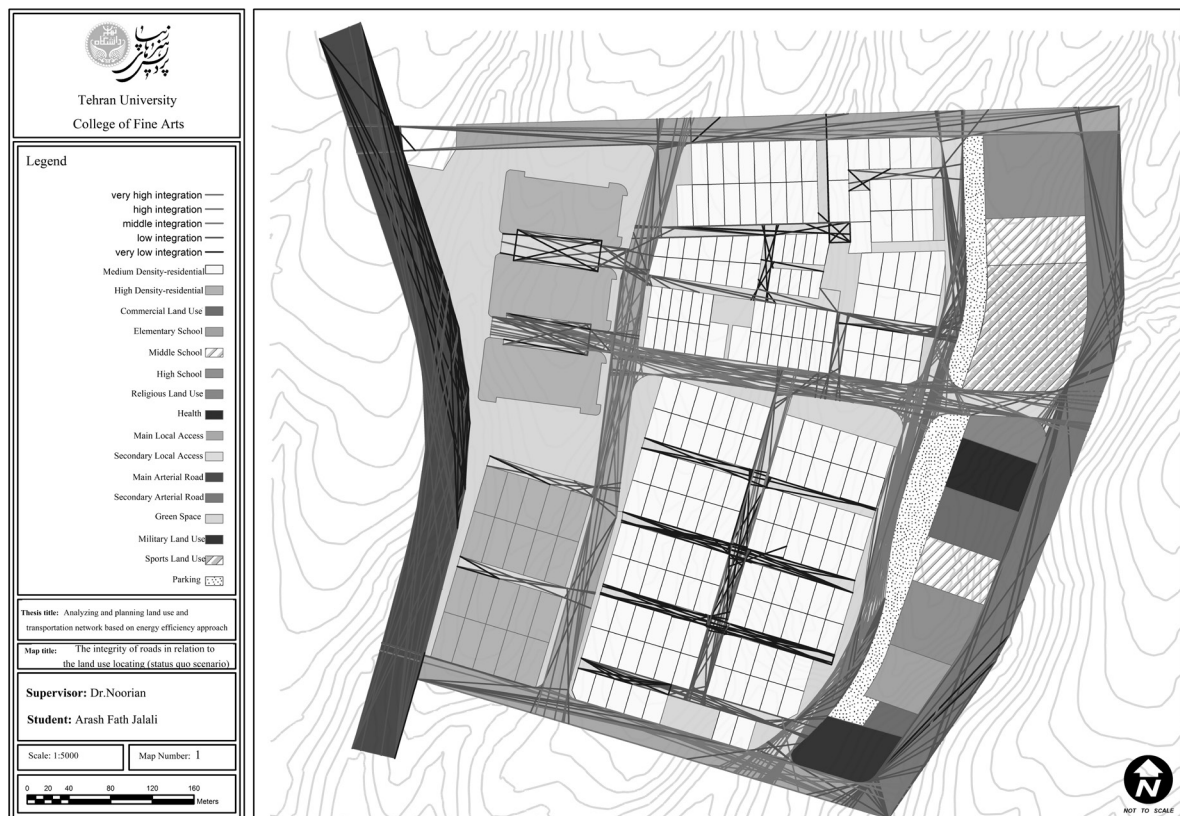 پردیس هنرهای زیبا
Tehran University
College of Fine Arts
Legend
very high integration
high integration
middle integration
low integration
very low integration
Medium Density-residential
High Density-residential
Commercial Land Use
Elementary School
Middle School
High School
Religious Land Use
Health
Main Local Access
Secondary Local Access
Main Arterial Road
Secondary Arterial Road
Green Space
Military Land Use
Sports Land Use
Parking
Thesis title: Analyzing and planning land use and
transportation network based on energy efficiency approach
Map title: The integrity of roads in relation to
the land use locating (status quo scenario)
Supervisor: Dr.Noorian
Student: Arash Fath Jalali
Scale: 1:5000
Map Number: 1
0 20 40 80 120 160
Meters
N
NOT TO SCALE